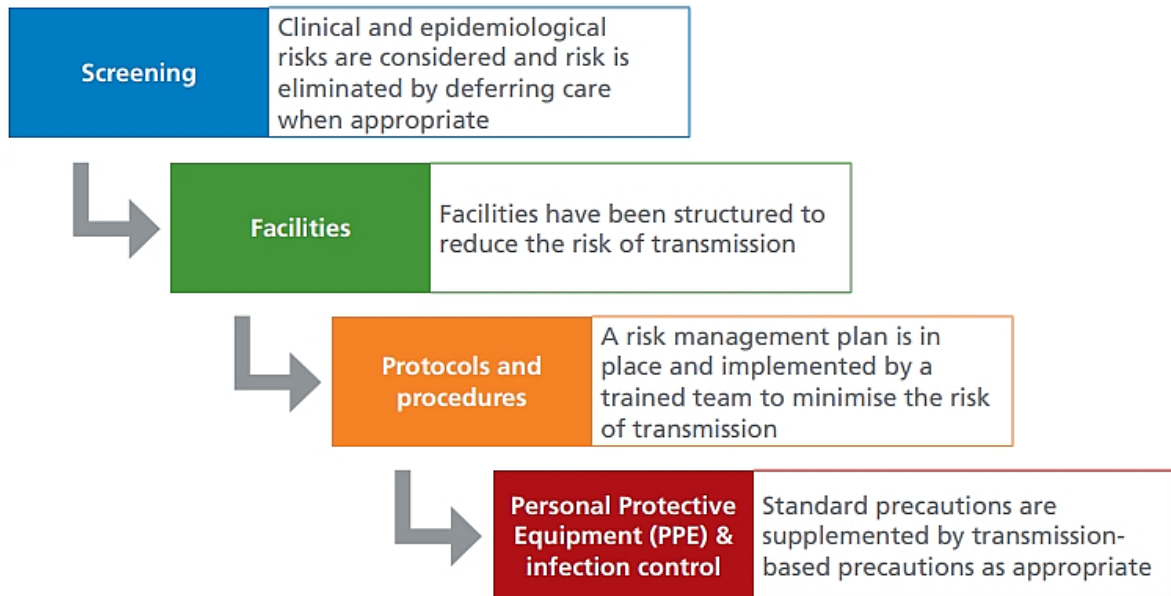 Screening
Clinical and epidemiological
risks are considered and risk is
eliminated by deferring care
when appropriate
Facilities
Facilities have been structured to
reduce the risk of transmission
Protocols and
procedures
A risk management plan is in
place and implemented by a
trained team to minimise the risk
of transmission
Personal Protective
Equipment (PPE) &
infection control
Standard precautions are
supplemented by transmission-
based precautions as appropriate